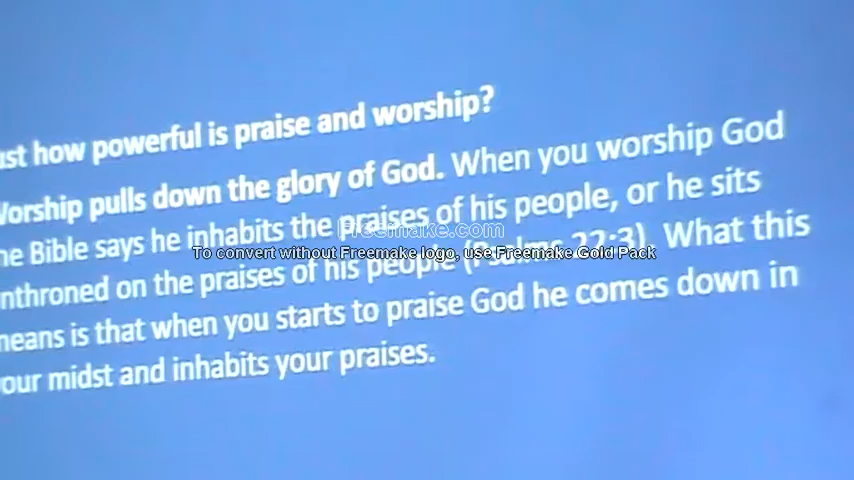 ust how powerful is praise and worship?
Worship pulls down the glory of God. When you worship God
he Bible says he inhabits the praises of his people, or he sits
nthroned on the praises of his people (Psalms 22:3). What this
means is that when you starts to praise God he comes down in
our midst and inhabits your praises.
Freemake.com
To convert without Freemake logo, use Freemake Gold Pack